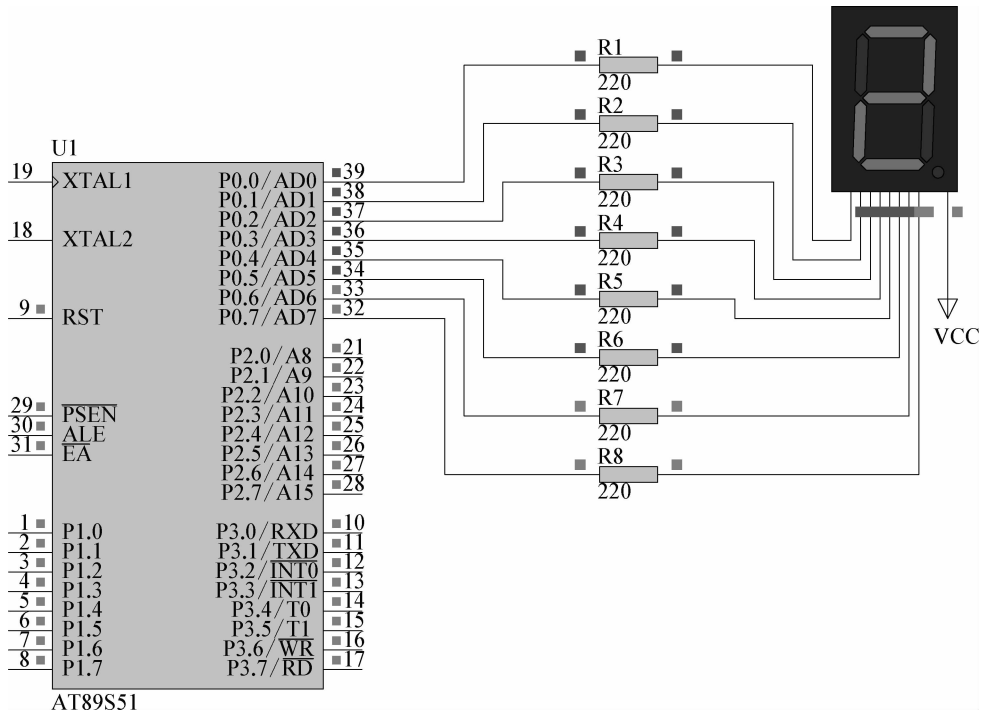 R1
220
R2
220
R3
220
R4
220
R5
220
R6
220
R7
220
R8
220
VCC
U1
19 XTAL1
18 XTAL2
9 RST
29 PSEN
30 ALE
31 EA
1 P1.0
2 P1.1
3 P1.2
4 P1.3
5 P1.4
6 P1.5
7 P1.6
8 P1.7
P0.0/AD0 39
P0.1/AD1 38
P0.2/AD2 37
P0.3/AD3 36
P0.4/AD4 35
P0.5/AD5 34
P0.6/AD6 33
P0.7/AD7 32
P2.0/A8 21
P2.1/A9 22
P2.2/A10 23
P2.3/A11 24
P2.4/A12 25
P2.5/A13 26
P2.6/A14 27
P2.7/A15 28
P3.0/RXD 10
P3.1/TXD 11
P3.2/INT0 12
P3.3/INT1 13
P3.4/T0 14
P3.5/T1 15
P3.6/WR 16
P3.7/RD 17
AT89S51